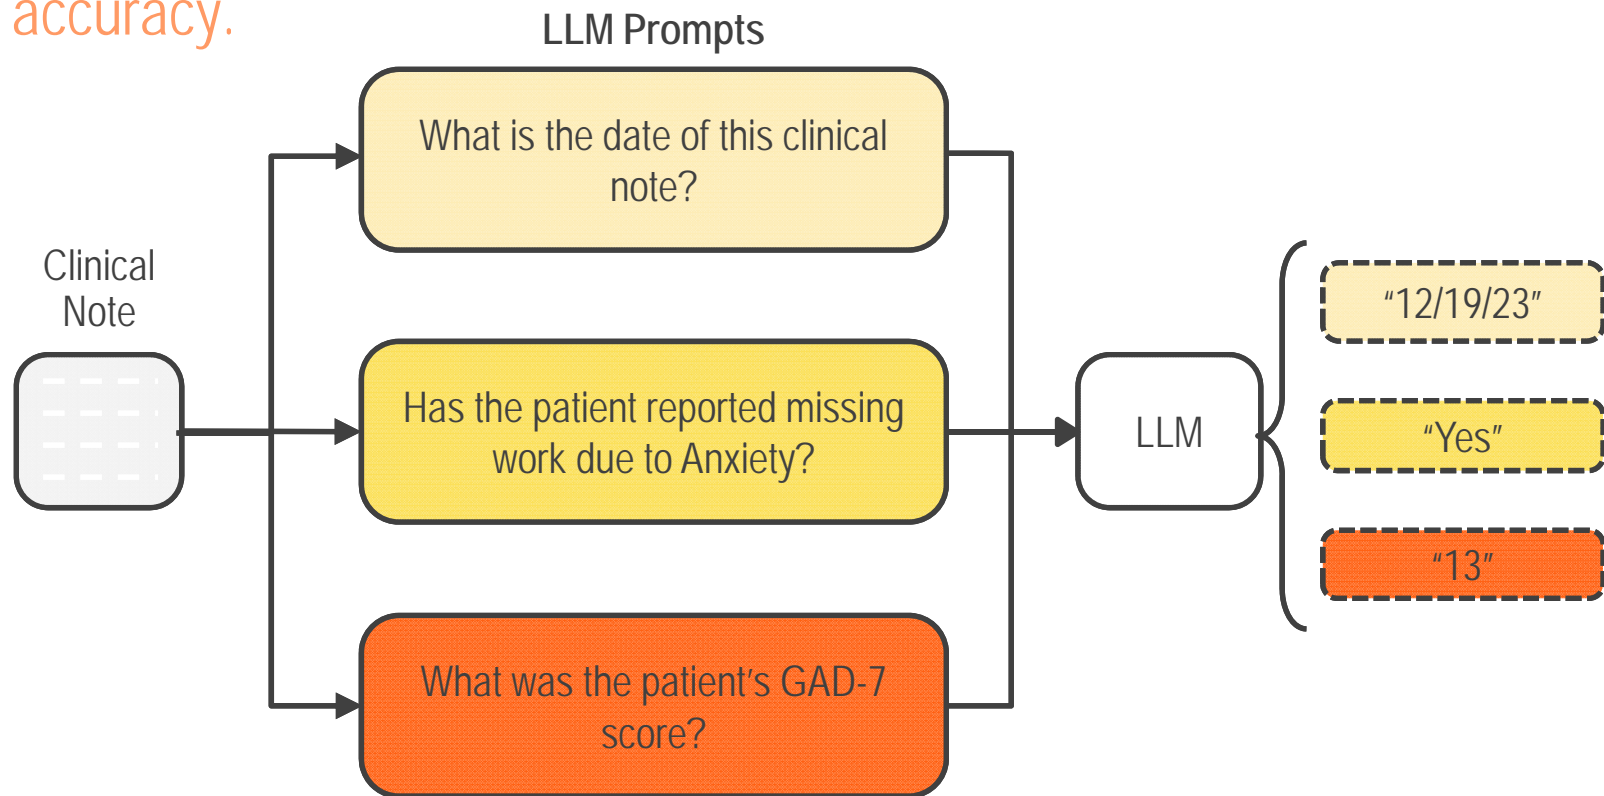 accuracy.
LLM Prompts
What is the date of this clinical
note?
Clinical
Note
Has the patient reported missing
work due to Anxiety?
What was the patient’s GAD-7
score?
LLM
“12/19/23”
“Yes”
“13”